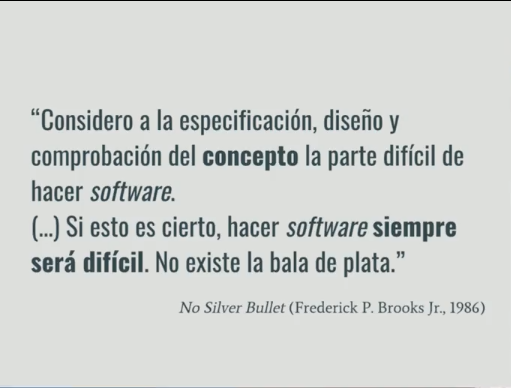 “Considero a la especificación, diseño y
comprobación del concepto la parte difícil de
hacer software.
(...) Si esto es cierto, hacer software siempre
será difícil. No existe la bala de plata.”
No Silver Bullet (Frederick P. Brooks Jr., 1986)